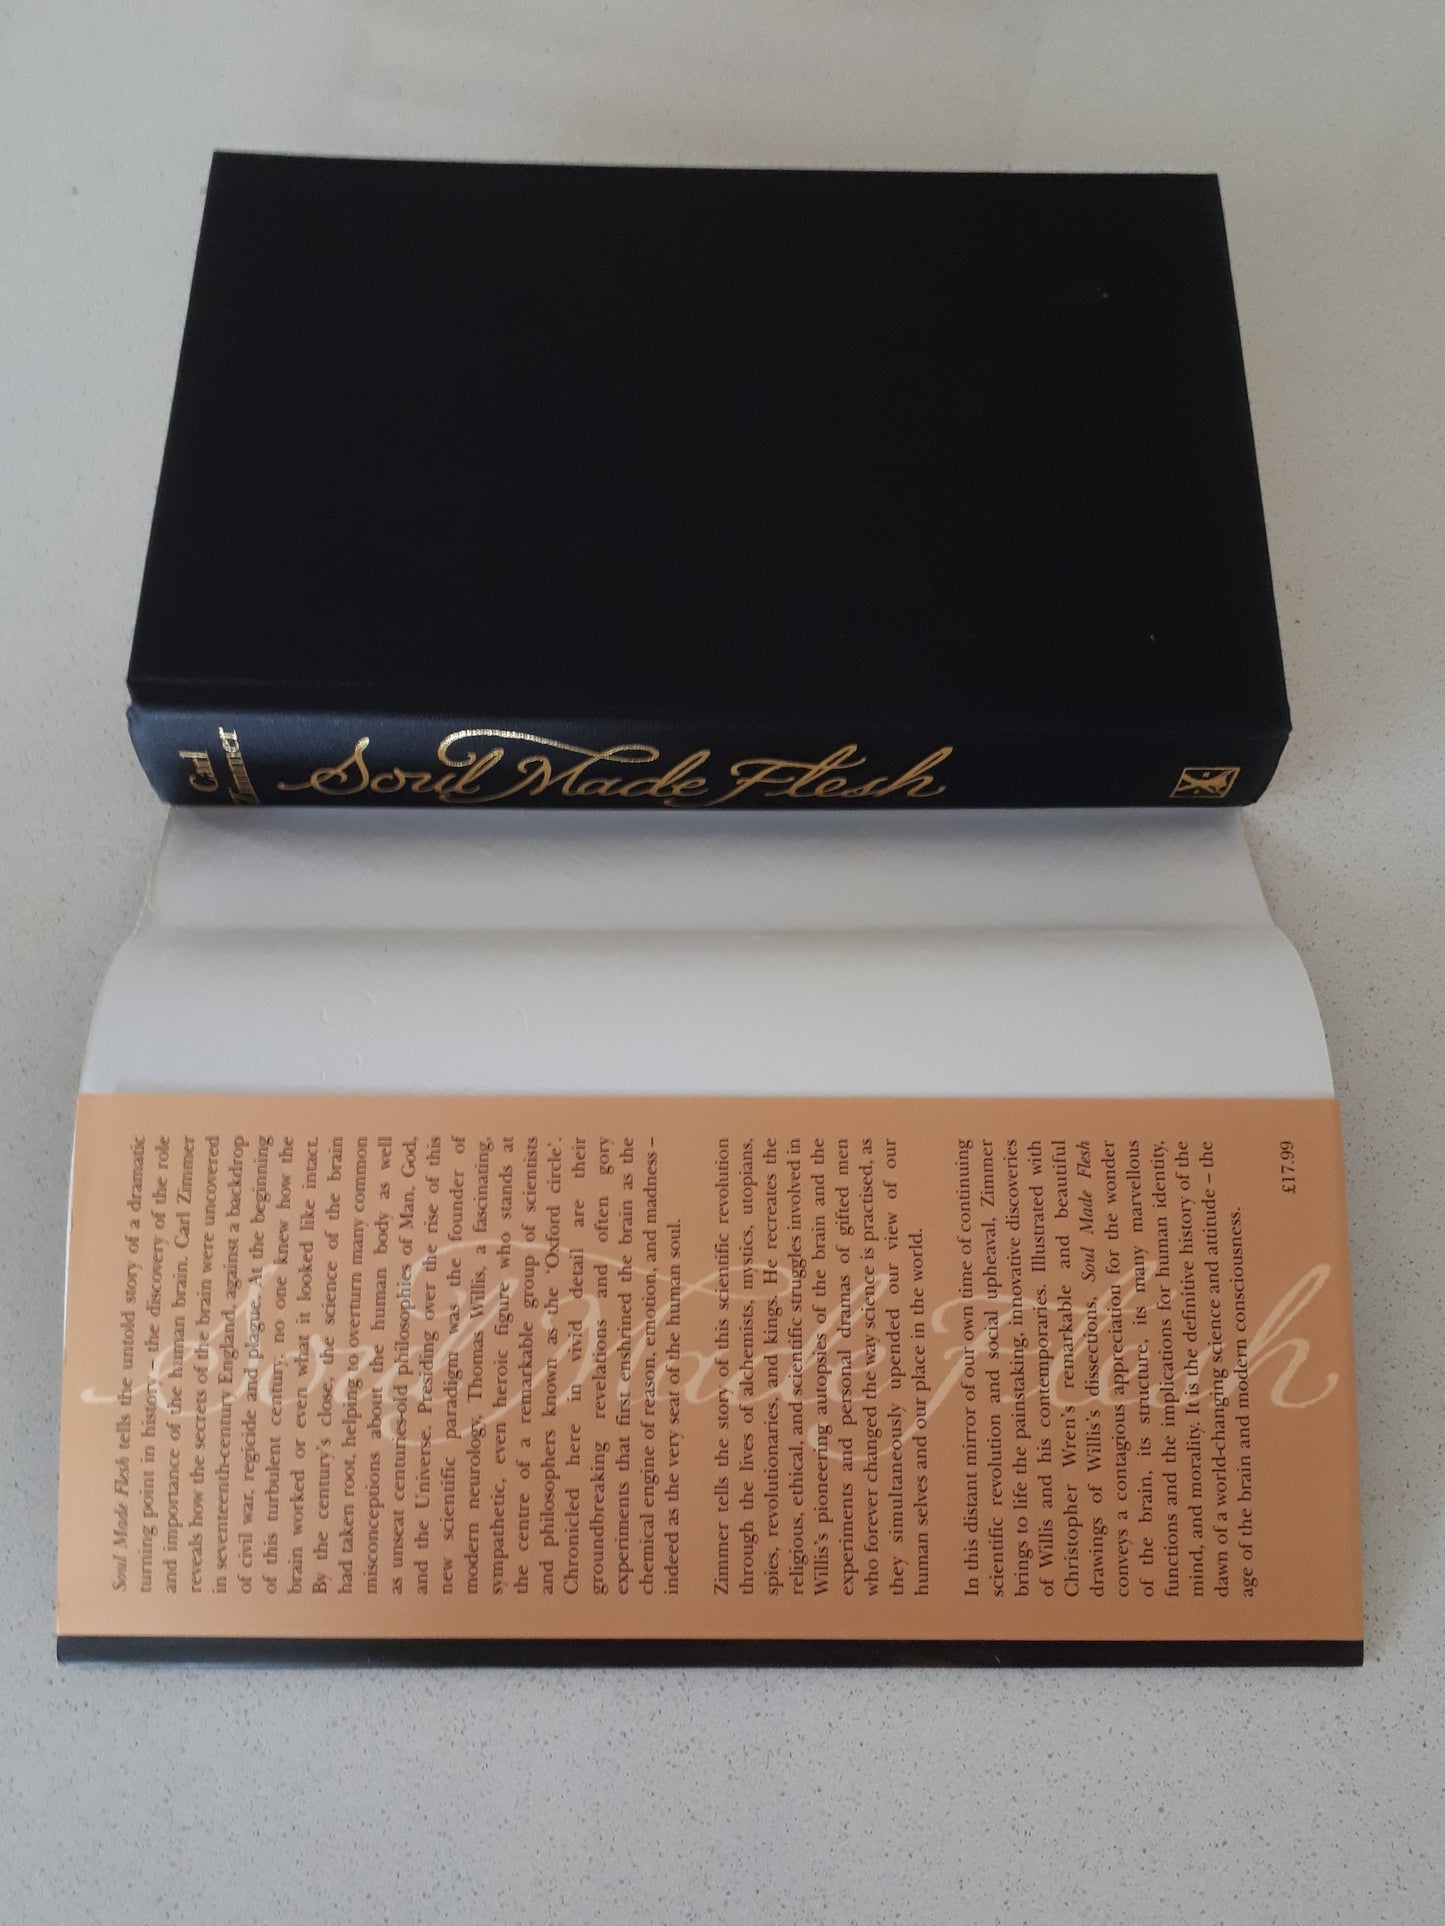 Carl
Zimmer
Soul Made Flesh
Soul Made Flesh
Soul Made Flesh tells the untold story of a dramatic
turning point in history – the discovery of the role
and importance of the human brain. Carl Zimmer
reveals how the secrets of the brain were uncovered
in seventeenth-century England, against a backdrop
of civil war, regicide and plague. At the beginning
of this turbulent century, no one knew how the
brain worked or even what it looked like intact.
By the century's close, the science of the brain
had taken root, helping to overturn many common
misconceptions about the human body as well
as unseat centuries-old philosophies of Man, God,
and the Universe. Presiding over the rise of this
new scientific paradigm was the founder of
modern neurology, Thomas Willis, a fascinating,
sympathetic, even heroic figure who stands at
the centre of a remarkable group of scientists
and philosophers known as the 'Oxford circle'.
Chronicled here in vivid detail are their
groundbreaking revelations and often gory
experiments that first enshrined the brain as the
chemical engine of reason, emotion, and madness –
indeed as the very seat of the human soul.
Zimmer tells the story of this scientific revolution
through the lives of alchemists, mystics, utopians,
spies, revolutionaries, and kings. He recreates the
religious, ethical, and scientific struggles involved in
Willis's pioneering autopsies of the brain and the
experiments and personal dramas of gifted men
who forever changed the way science is practised, as
they simultaneously upended our view of our
human selves and our place in the world.
In this distant mirror of our own time of continuing
scientific revolution and social upheaval, Zimmer
brings to life the painstaking, innovative discoveries
of Willis and his contemporaries. Illustrated with
Christopher Wren's remarkable and beautiful
drawings of Willis's dissections, Soul Made Flesh
conveys a contagious appreciation for the wonder
of the brain, its structure, its many marvellous
functions and the implications for human identity,
mind, and morality. It is the definitive history of the
dawn of a world-changing science and attitude – the
age of the brain and modern consciousness.
£17.99